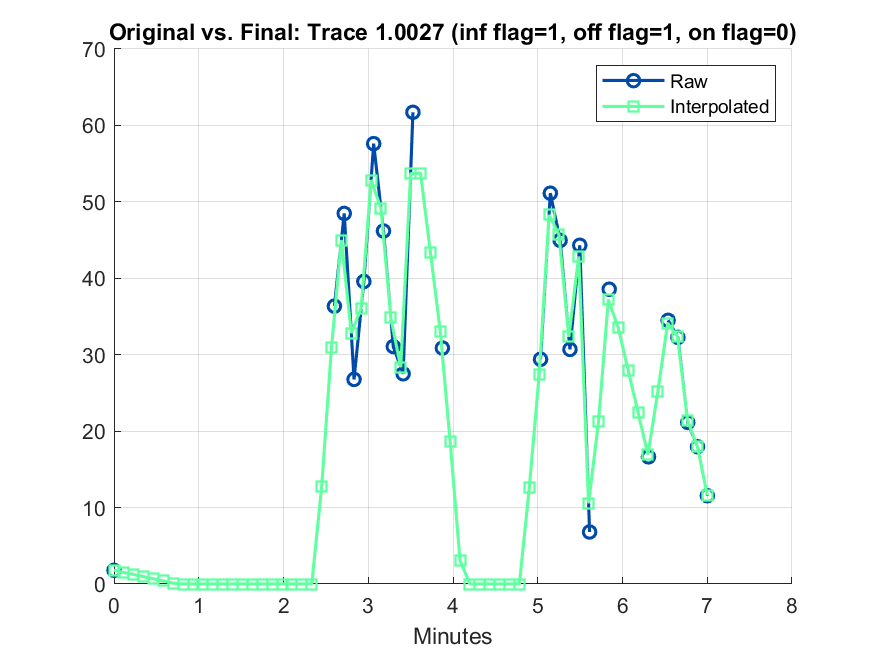 Original vs. Final: Trace 1.0027 (inf flag=1, off flag=1, on flag=0)
70
60
50
40
30
20
10
0
Raw
Interpolated
0 1 2 3 4 5 6 7 8
Minutes